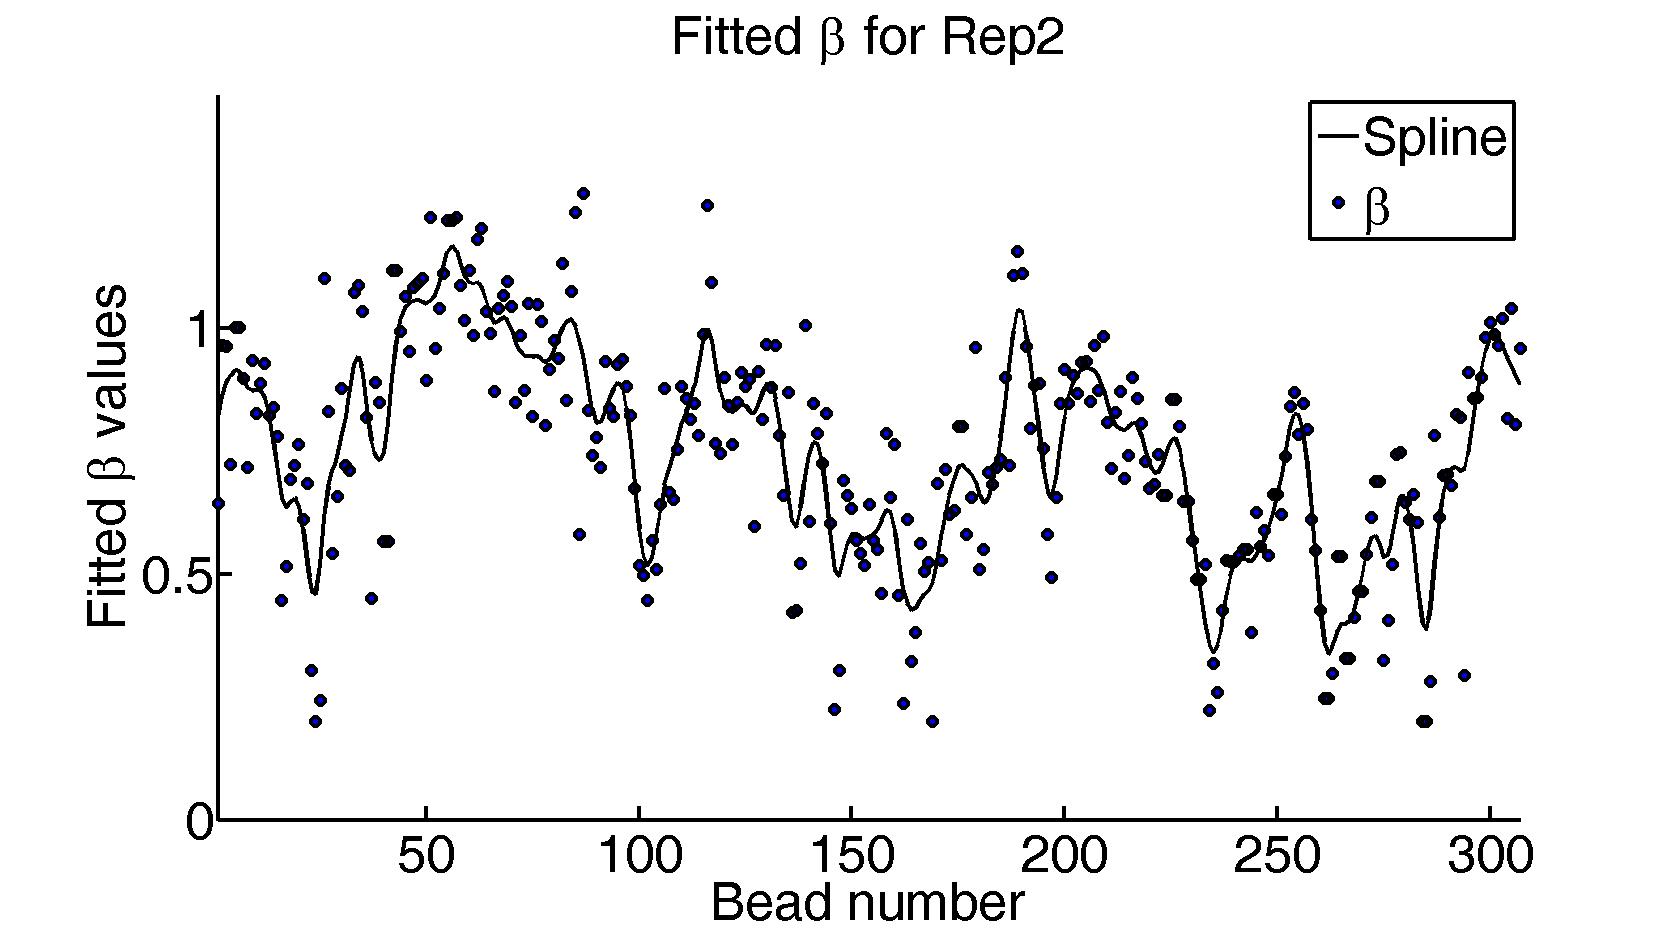 Fitted β for Rep2
Spline
β
Fitted β values
1
0.5
0
50 100 150 200 250 300
Bead number